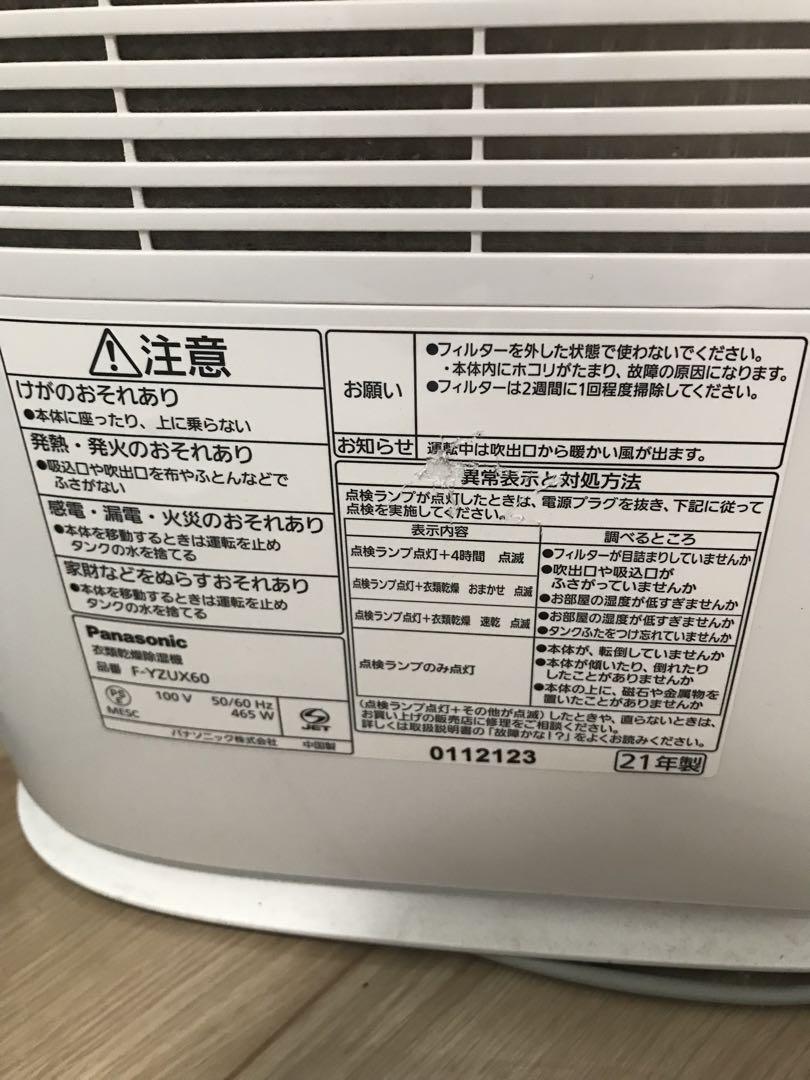 注意
けがのおそれあり
●本体に座ったり、上に乗らない
発熱・発火のおそれあり
●吸込口や吹出口を布やふとんなどで
ふさがない
感電・漏電・火災のおそれあり
●本体を移動するときは運転を止め
タンクの水を捨てる
家財などをぬらすおそれあり
●本体を移動するときは運転を止め
タンクの水を捨てる
Panasonic
衣類乾燥除湿機
品番 F-YZUX60
PS E
MESC
100 V 50/60 Hz
465 W
JET
パナソニック株式会社 中国製
お願い
●フィルターを外した状態で使わないでください。
・本体内にホコリがたまり、故障の原因になります。
●フィルターは2週間に1回程度掃除してください。
お知らせ 運転中は吹出口から暖かい風が出ます。
異常表示と対処方法
点検ランプが点灯したときは、電源プラグを抜き、下記に従って
点検を実施してください。
表示内容 調べるところ
点検ランプ点灯+4時間 点滅
●フィルターが目詰まりしていませんか
●吹出口や吸込口が
ふさがっていませんか
点検ランプ点灯+衣類乾燥 おまかせ 点滅
●お部屋の湿度が低すぎませんか
点検ランプ点灯+衣類乾燥 速乾 点滅
●お部屋の湿度が低すぎませんか
●タンクふたをつけ忘れていませんか
点検ランプのみ点灯
●本体が、転倒していませんか
●本体が傾いたり、倒れたり
したことがありませんか
●本体の上に、磁石や金属物を
置いたことがありませんか
(点検ランプ点灯+その他が点滅)したときや、直らないときは、
お買い上げの販売店に修理をご相談ください。
詳しくは取扱説明書の「故障かな!?」をよくお読みください。
0112123
21年製